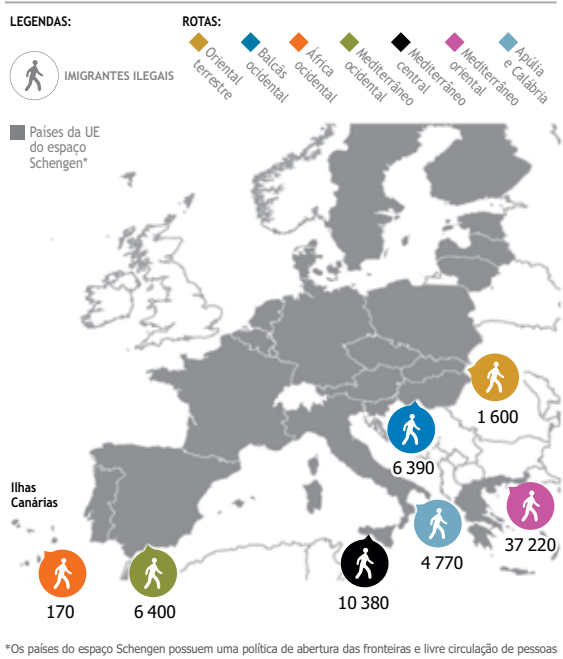 LEGENDAS:
ROTAS:
IMIGRANTES ILEGAIS
Oriental
terrestre
Balcãs
ocidental
África
ocidental
Mediterrâneo
ocidental
Mediterrâneo
central
Mediterrâneo
oriental
Apúlia
e Calábria
Países da UE
do espaço
Schengen*
1 600
6 390
Ilhas
Canárias
37 220
4 770
10 380
6 400
170
*Os países do espaço Schengen possuem uma política de abertura das fronteiras e livre circulação de pessoas